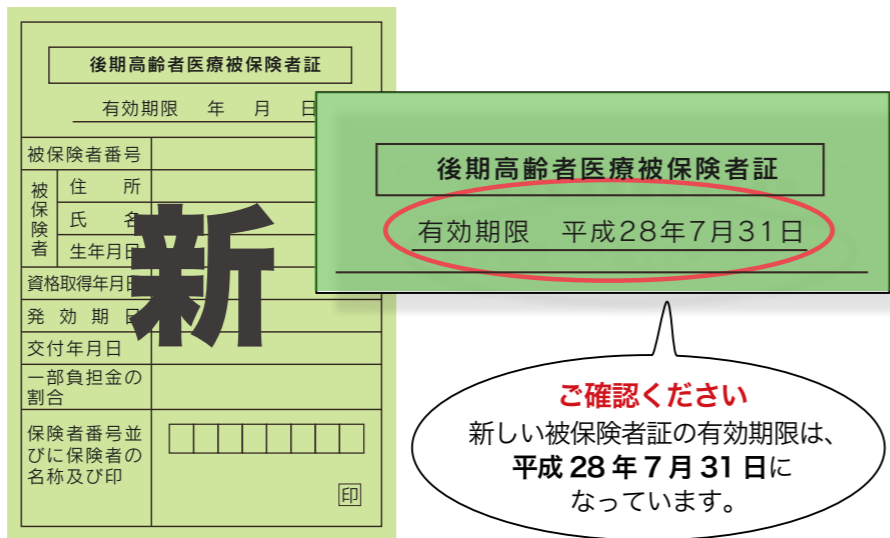 後期高齢者医療被保険者証
有効期限 年 月 日
被保険者番号
被保険者
住 所
氏 名
生年月日
資格取得年月日
発効期日
交付年月日
一部負担金の
割合
保険者番号並
びに保険者の
名称及び印
印
新
後期高齢者医療被保険者証
有効期限 平成28年7月31日
ご確認ください
新しい被保険者証の有効期限は、
平成 28 年 7 月 31 日に
なっています。